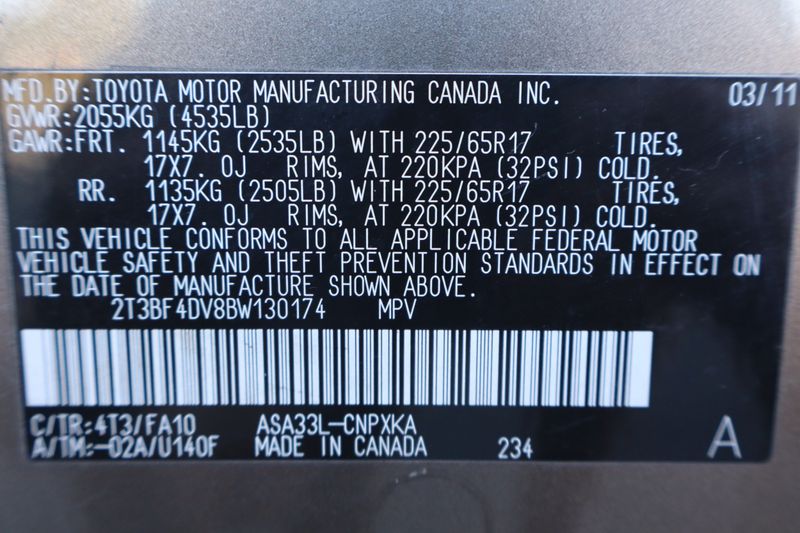 MFD.BY:TOYOTA MOTOR MANUFACTURING CANADA INC. 03/11
GVWR:2055KG (4535LB)
GAWR:FRT. 1145KG (2535LB) WITH 225/65R17 TIRES,
17X7. 0J RIMS, AT 220KPA (32PSI) COLD.
RR. 1135KG (2505LB) WITH 225/65R17 TIRES,
17X7. 0J RIMS, AT 220KPA (32PSI) COLD.
THIS VEHICLE CONFORMS TO ALL APPLICABLE FEDERAL MOTOR
VEHICLE SAFETY AND THEFT PREVENTION STANDARDS IN EFFECT ON
THE DATE OF MANUFACTURE SHOWN ABOVE.
2T3BF4DV8BW130174 MPV
C/TR:4T3/FA10 ASA33L-CNPXKA
A/TM:-02A/U140F MADE IN CANADA 234 A